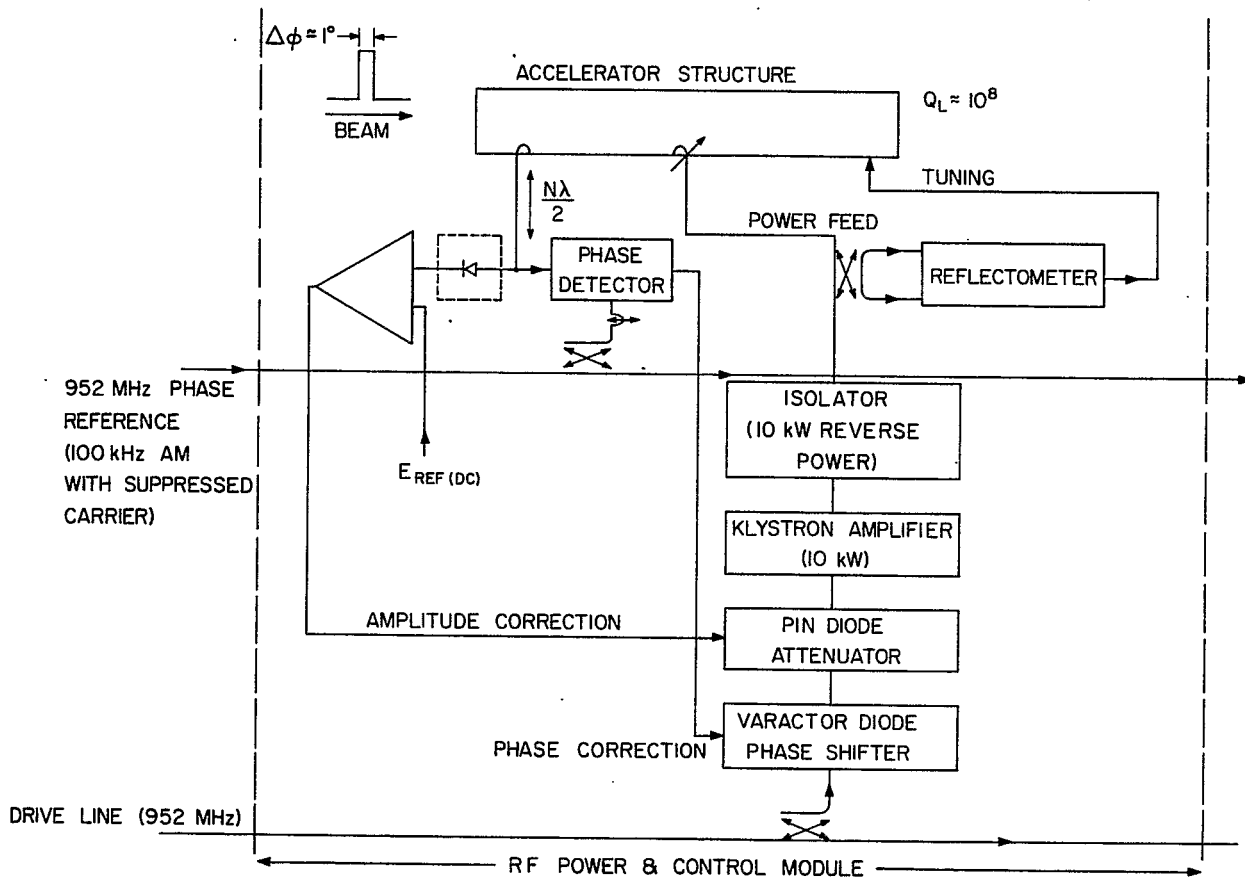 Δϕ≈1°
BEAM
ACCELERATOR STRUCTURE
Q_L ≈ 10⁸
TUNING
Nλ
2
POWER FEED
PHASE
DETECTOR
REFLECTOMETER
952 MHz PHASE
REFERENCE
(100 kHz AM
WITH SUPPRESSED
CARRIER)
E_REF (DC)
ISOLATOR
(10 kW REVERSE
POWER)
KLYSTRON AMPLIFIER
(10 kW)
AMPLITUDE CORRECTION
PIN DIODE
ATTENUATOR
PHASE CORRECTION
VARACTOR DIODE
PHASE SHIFTER
DRIVE LINE (952 MHz)
RF POWER & CONTROL MODULE